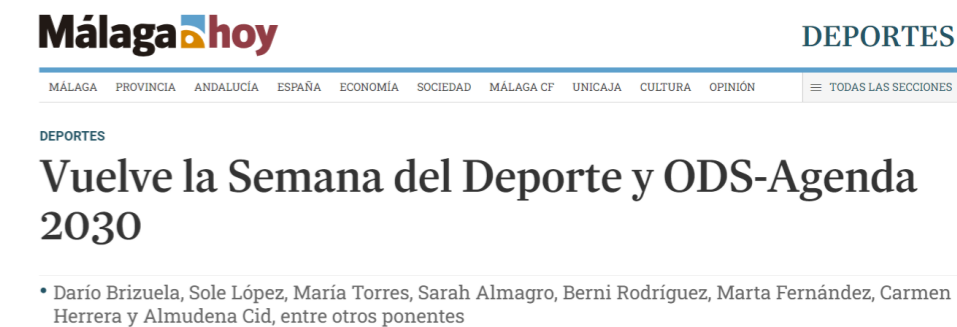 Málaga hoy
DEPORTES
MÁLAGA PROVINCIA ANDALUCÍA ESPAÑA ECONOMÍA SOCIEDAD MÁLAGA CF UNICAJA CULTURA OPINIÓN ≡ TODAS LAS SECCIONES
DEPORTES
Vuelve la Semana del Deporte y ODS-Agenda
2030
• Darío Brizuela, Sole López, María Torres, Sarah Almagro, Berni Rodríguez, Marta Fernández, Carmen
Herrera y Almudena Cid, entre otros ponentes